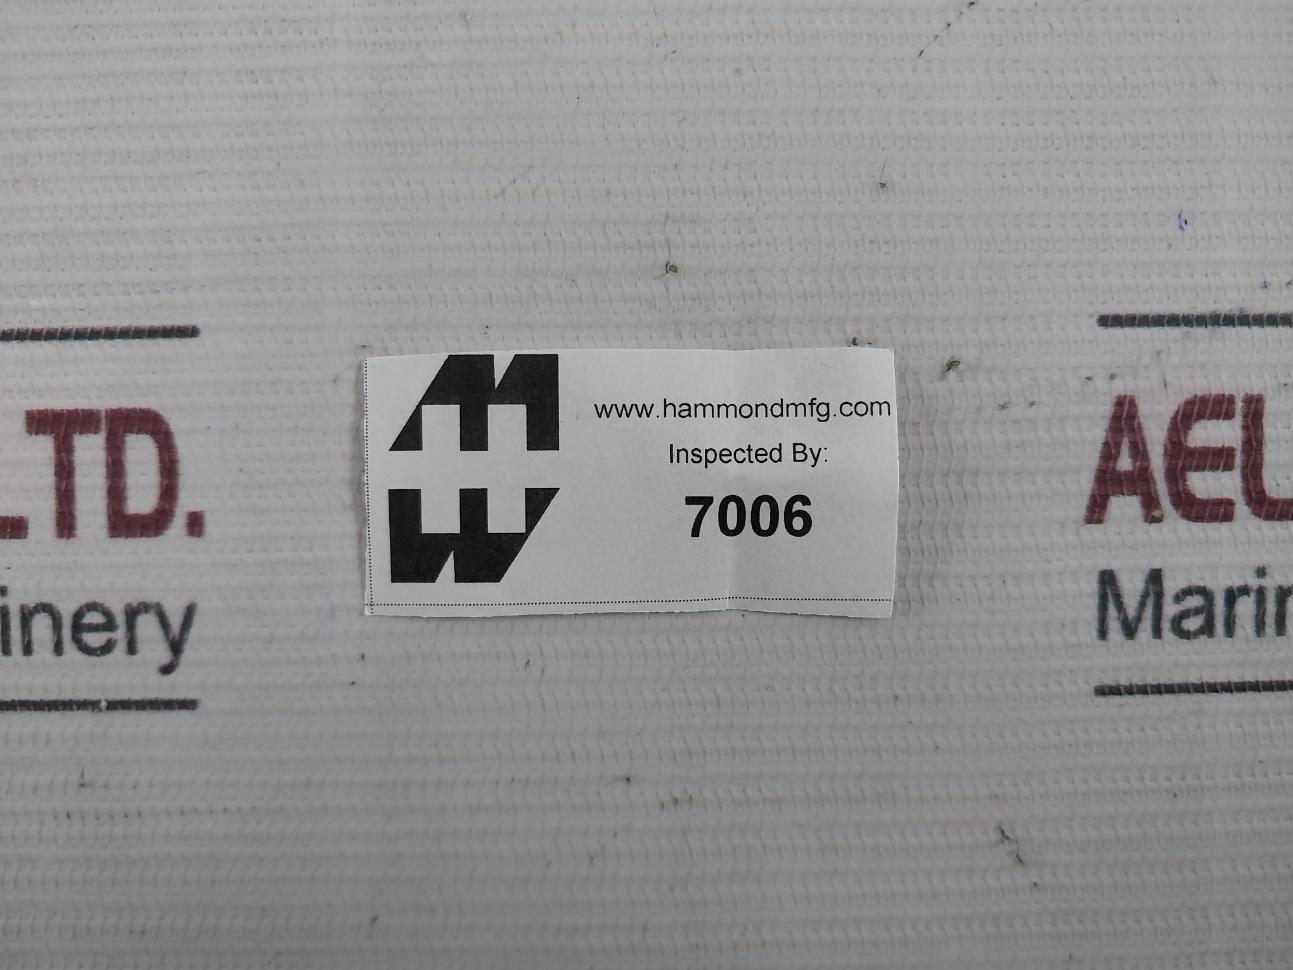 www.hammondmfg.com
Inspected By:
7006
LTD.
inery
AEL
Marin